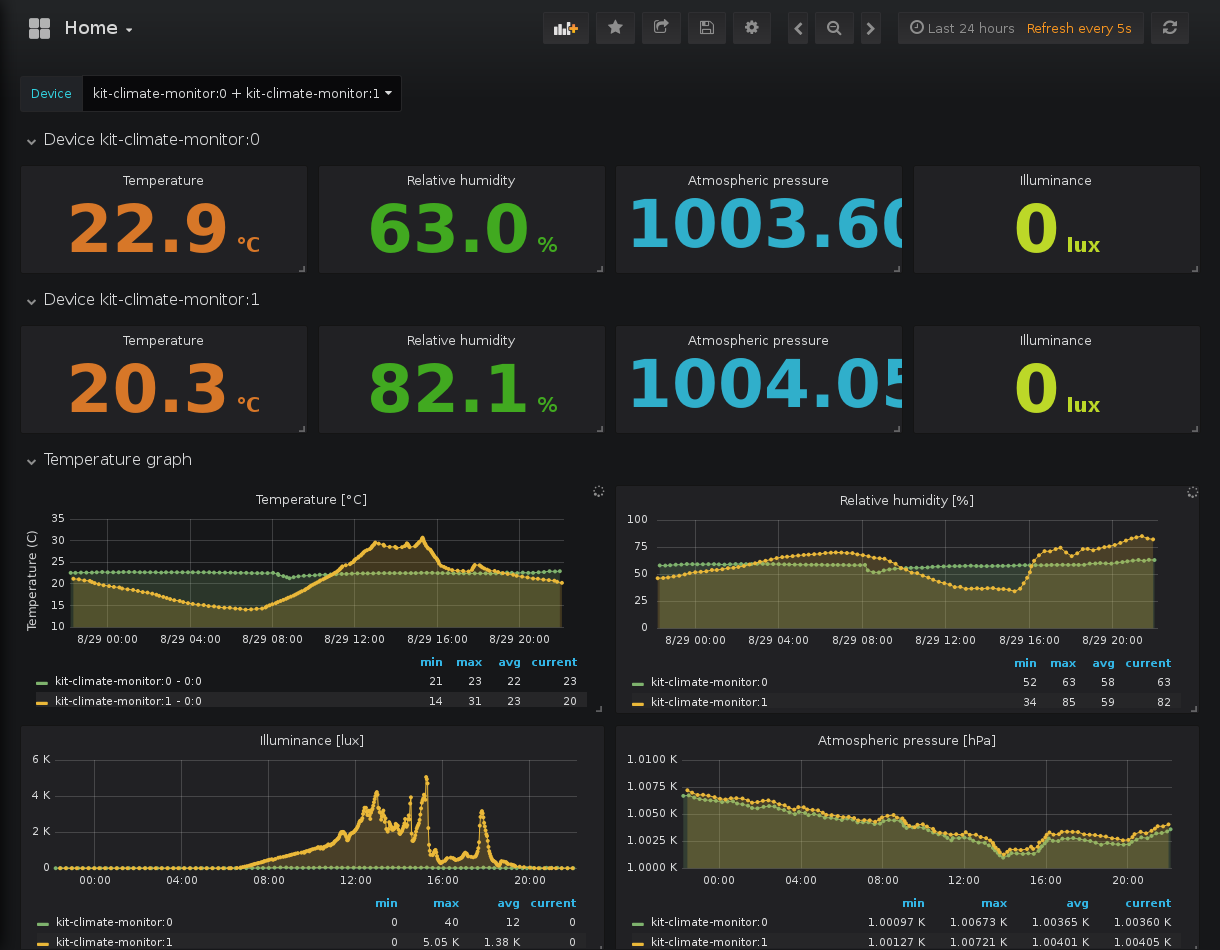 Home
Last 24 hours Refresh every 5s
Device kit-climate-monitor:0 + kit-climate-monitor:1
Device kit-climate-monitor:0
Temperature Relative humidity Atmospheric pressure Illuminance
22.9 °C 63.0 % 1003.60 0 lux
Device kit-climate-monitor:1
Temperature Relative humidity Atmospheric pressure Illuminance
20.3 °C 82.1 % 1004.05 0 lux
Temperature graph
Temperature [°C]
Temperature (C)
35
30
25
20
15
10
8/29 00:00 8/29 04:00 8/29 08:00 8/29 12:00 8/29 16:00 8/29 20:00
min max avg current
kit-climate-monitor:0 - 0:0 21 23 22 23
kit-climate-monitor:1 - 0:0 14 31 23 20
Relative humidity [%]
100
75
50
25
0
8/29 00:00 8/29 04:00 8/29 08:00 8/29 12:00 8/29 16:00 8/29 20:00
min max avg current
kit-climate-monitor:0 52 63 58 63
kit-climate-monitor:1 34 85 59 82
Illuminance [lux]
6 K
4 K
2 K
0
00:00 04:00 08:00 12:00 16:00 20:00
min max avg current
kit-climate-monitor:0 0 40 12 0
kit-climate-monitor:1 0 5.05 K 1.38 K 0
Atmospheric pressure [hPa]
1.0100 K
1.0075 K
1.0050 K
1.0025 K
1.0000 K
00:00 04:00 08:00 12:00 16:00 20:00
min max avg current
kit-climate-monitor:0 1.00097 K 1.00673 K 1.00365 K 1.00360 K
kit-climate-monitor:1 1.00127 K 1.00721 K 1.00401 K 1.00405 K